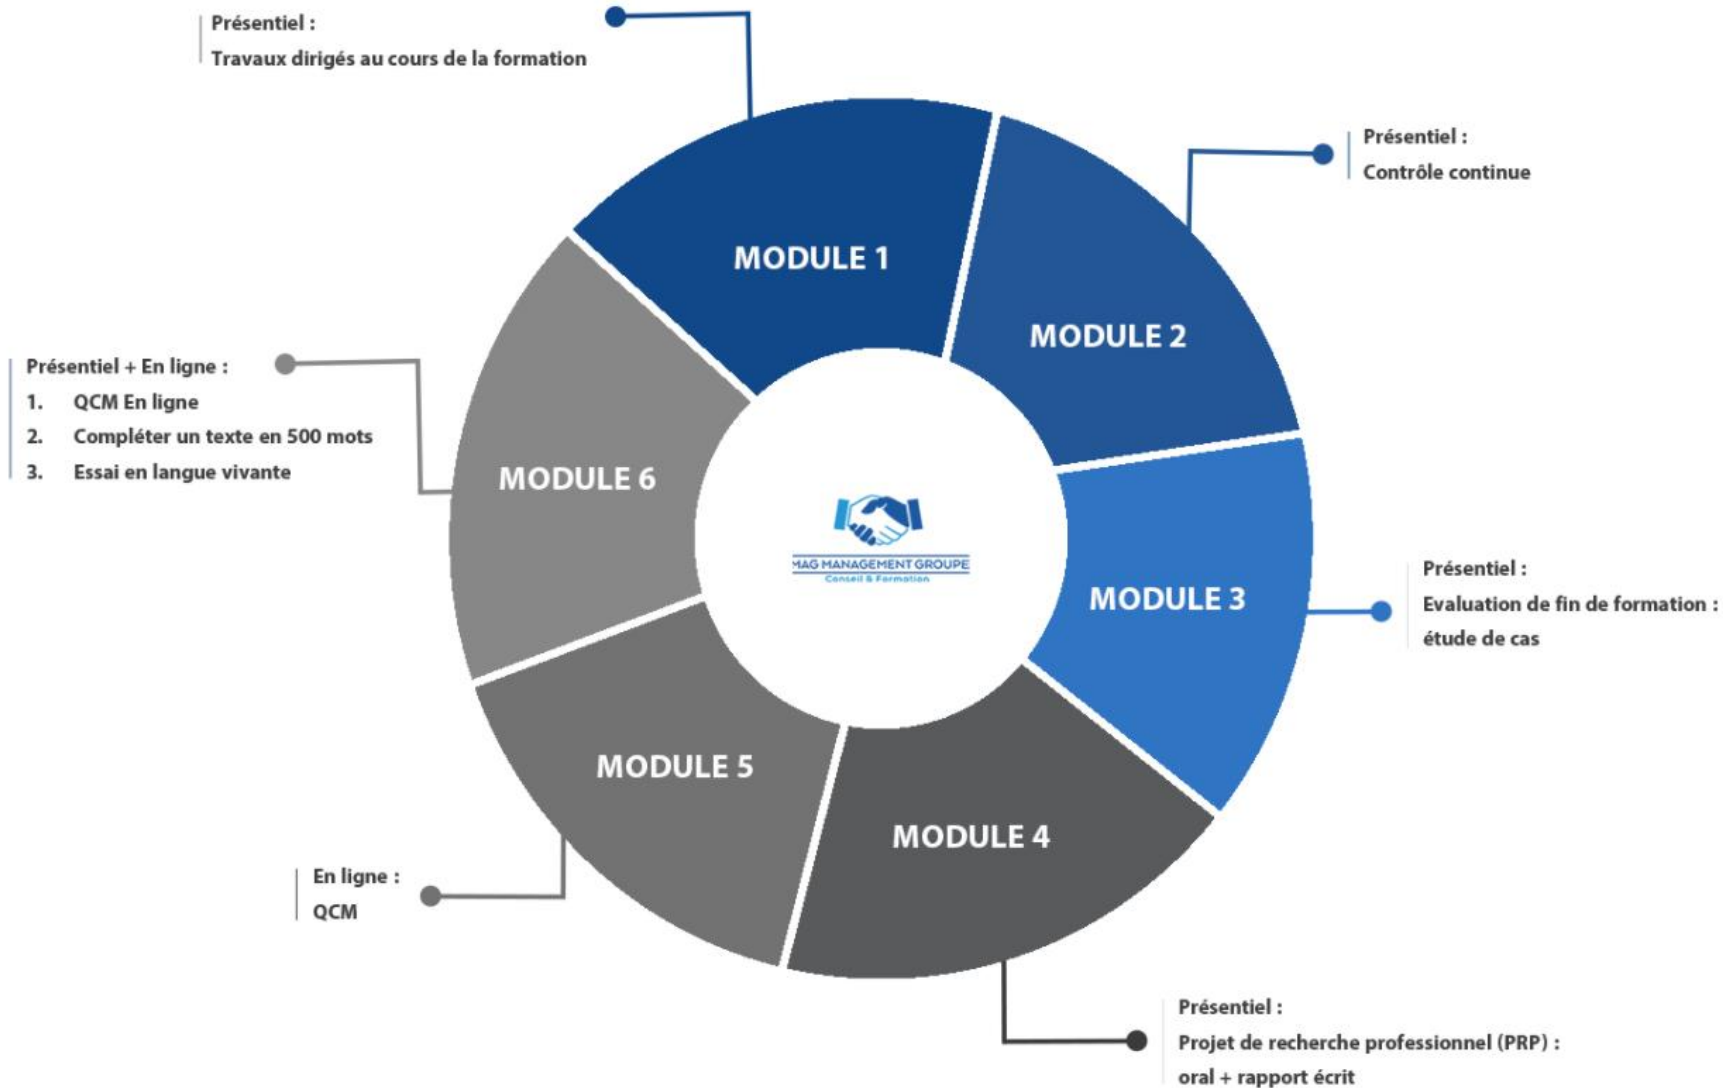 Présentiel :
Travaux dirigés au cours de la formation
Présentiel :
Contrôle continue
MODULE 1
MODULE 2
Présentiel + En ligne :
1. QCM En ligne
2. Compléter un texte en 500 mots
3. Essai en langue vivante
MODULE 6
MAG MANAGEMENT GROUPE
Conseil & Formation
MODULE 3
Présentiel :
Evaluation de fin de formation :
étude de cas
MODULE 5
MODULE 4
En ligne :
QCM
Présentiel :
Projet de recherche professionnel (PRP) :
oral + rapport écrit